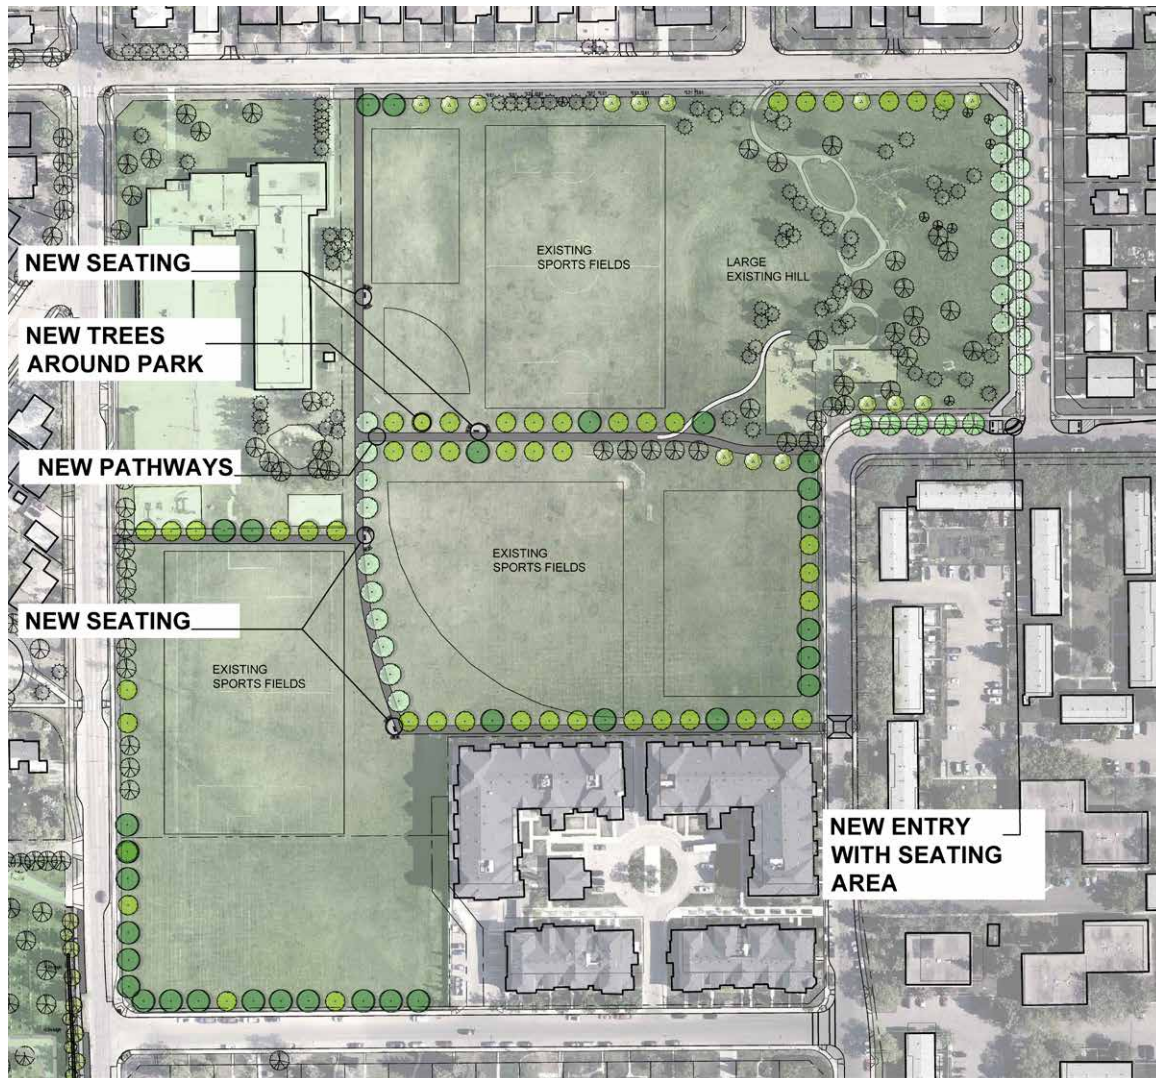 EXISTING
SPORTS FIELDS
LARGE
EXISTING HILL
NEW SEATING
NEW TREES
AROUND PARK
NEW PATHWAYS
EXISTING
SPORTS FIELDS
NEW SEATING
EXISTING
SPORTS FIELDS
NEW ENTRY
WITH SEATING
AREA